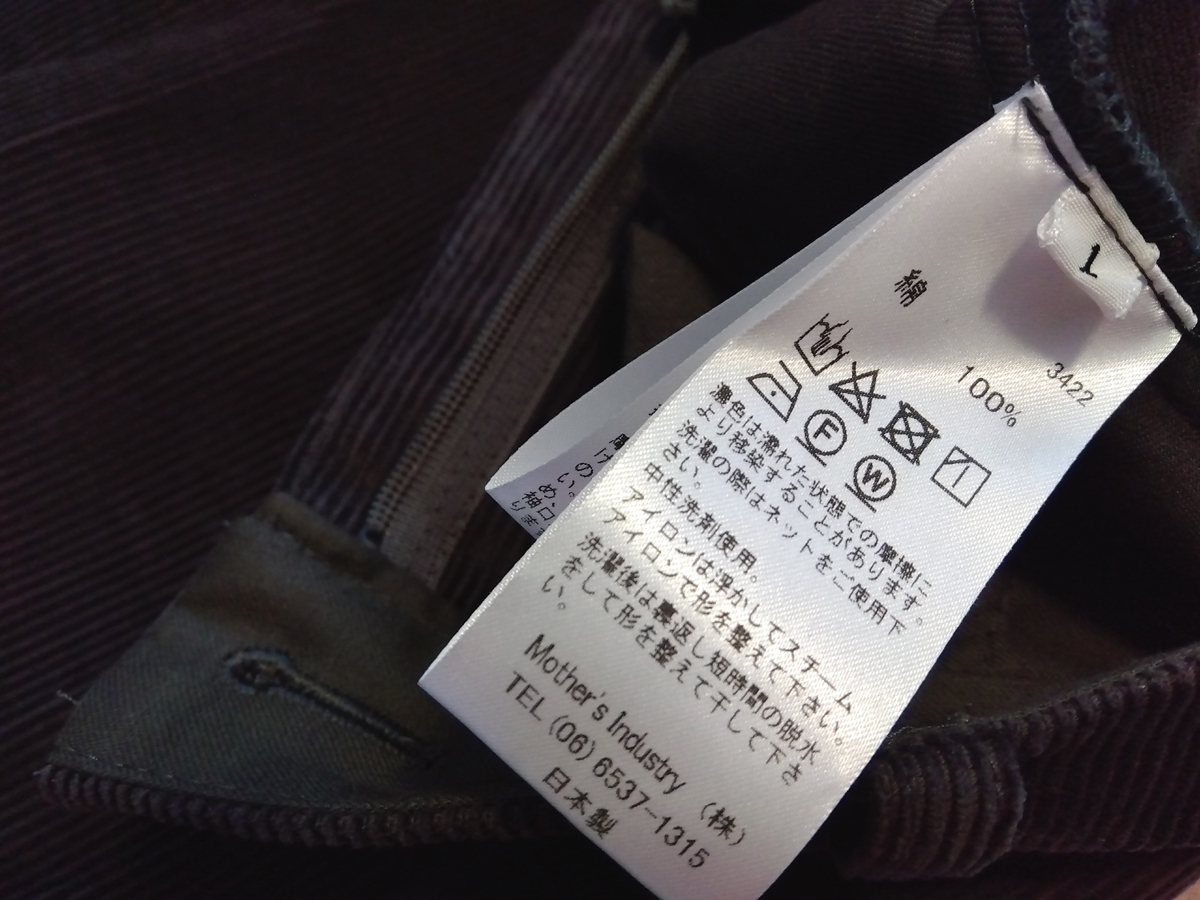 1
3422
綿
100%
F
W
濃色は濡れた状態での摩擦に
より移染することがあります。
洗濯の際はネットをご使用下
さい。
中性洗剤使用。
アイロンは浮かしてスチーム
アイロンで形を整えて下さい。
洗濯後は裏返し短時間の脱水
をして形を整えて干して下さ
い。
Mother's Industry (株)
TEL (06) 6537-1315
日本製